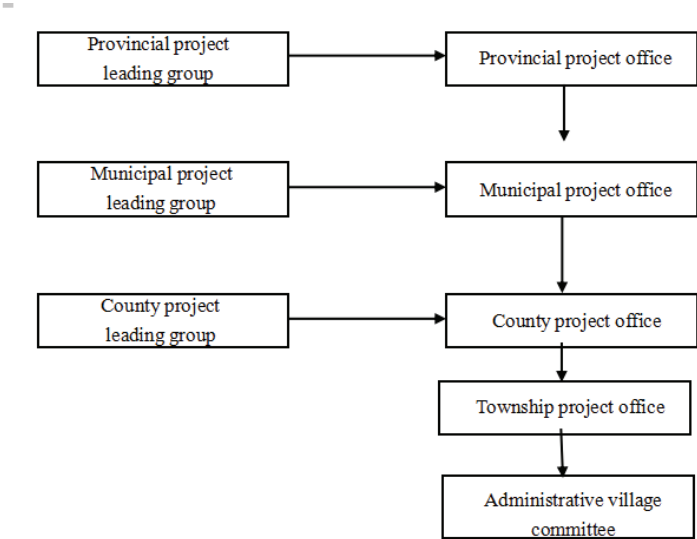 Provincial project
leading group
Provincial project office
Municipal project
leading group
Municipal project office
County project
leading group
County project office
Township project office
Administrative village
committee